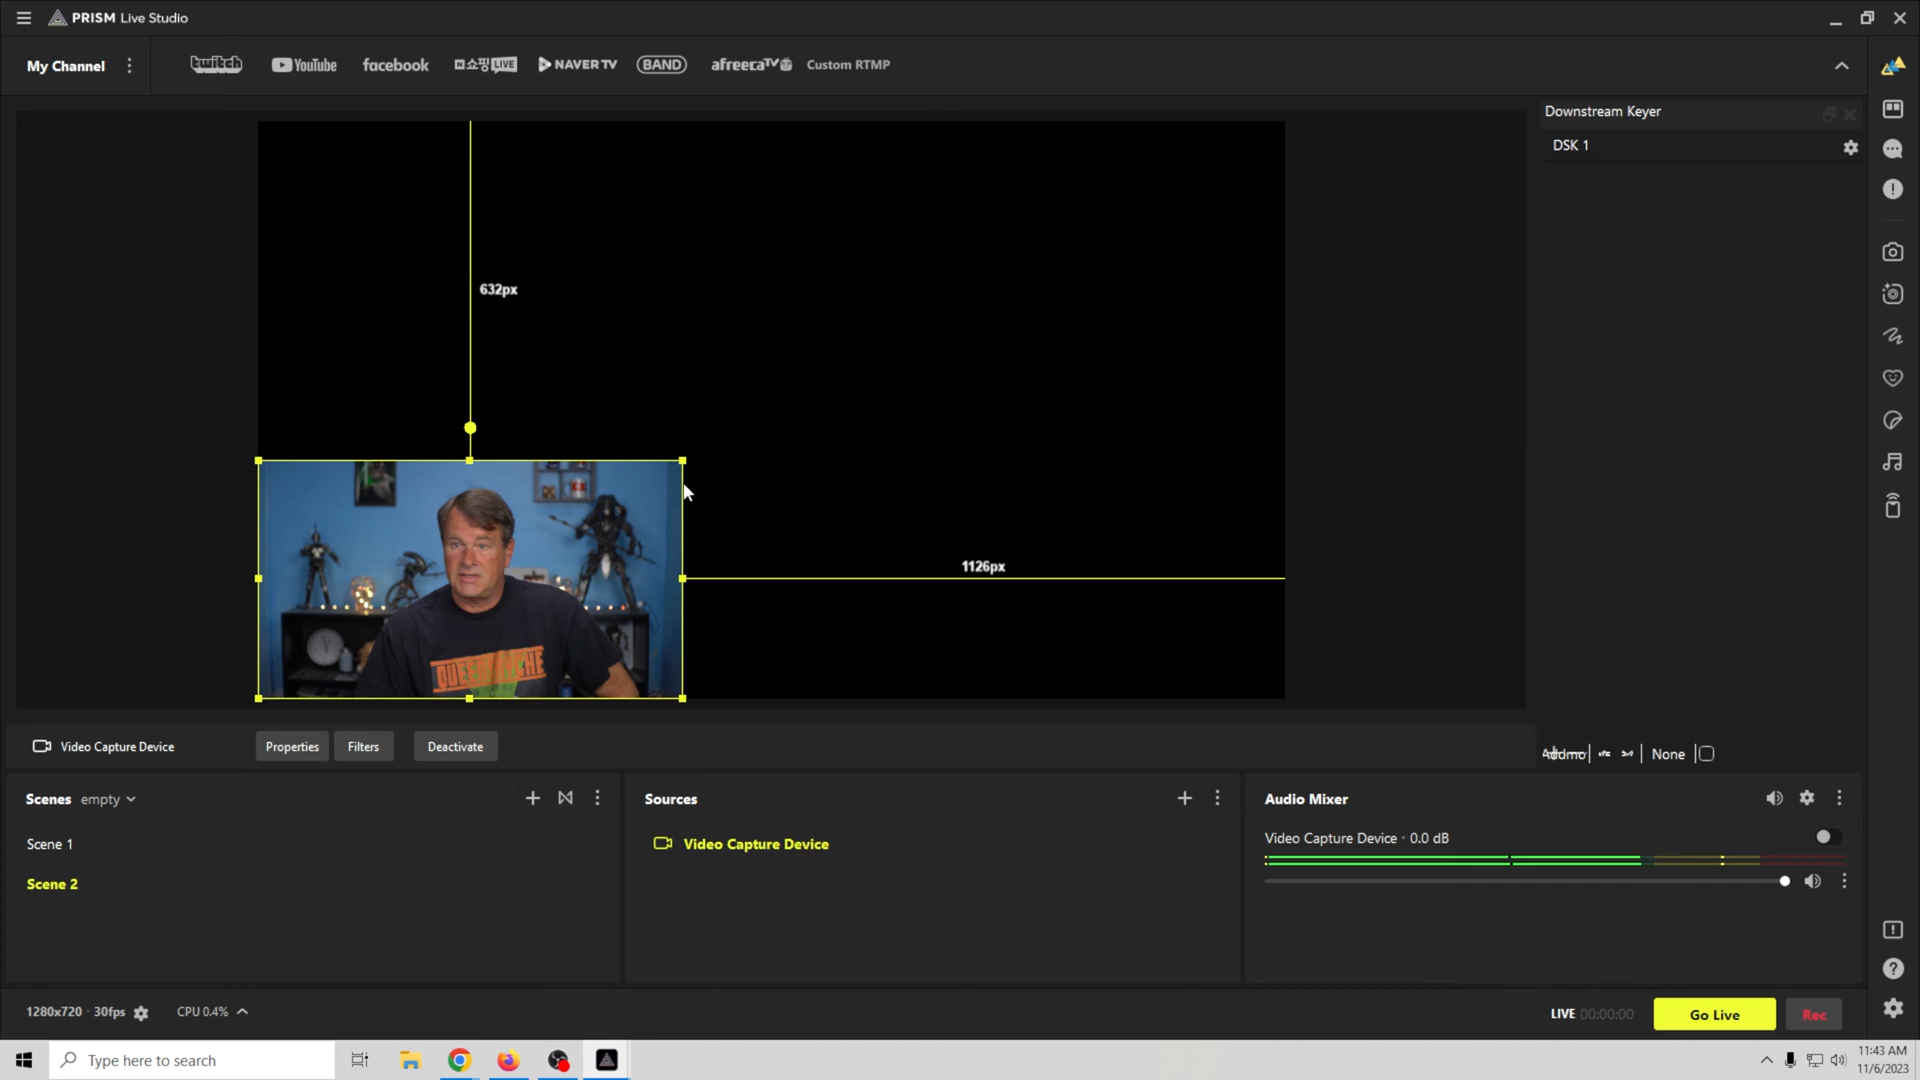 PRISM Live Studio
My Channel
twitch
YouTube
facebook
쇼핑 LIVE
NAVER TV
BAND
afreecaTV
Custom RTMP
Downstream Keyer
DSK 1
632px
1126px
Video Capture Device
Properties
Filters
Deactivate
None
Scenes empty
Scene 1
Scene 2
Sources
Video Capture Device
Audio Mixer
Video Capture Device • 0.0 dB
1280x720 · 30fps
CPU 0.4%
LIVE 00:00:00
Go Live
Rec
Type here to search
11:43 AM
11/6/2023